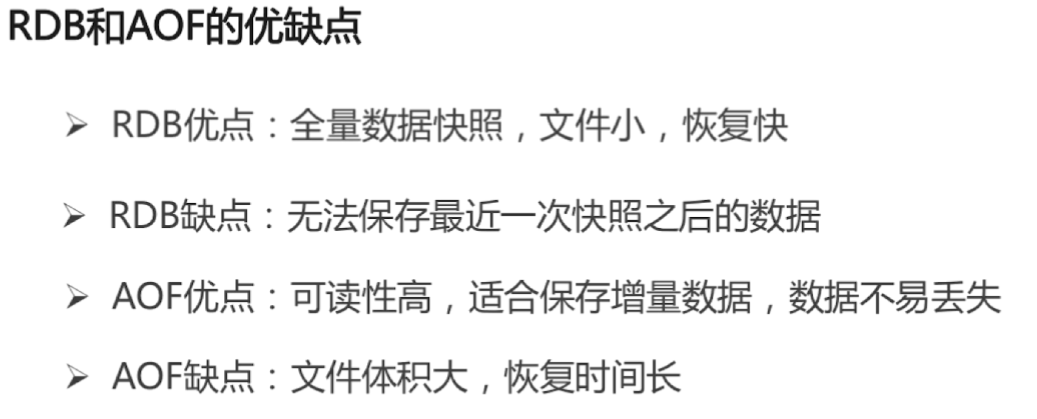 RDB和AOF的优缺点
➢ RDB优点：全量数据快照，文件小，恢复快
➢ RDB缺点：无法保存最近一次快照之后的数据
➢ AOF优点：可读性高，适合保存增量数据，数据不易丢失
➢ AOF缺点：文件体积大，恢复时间长